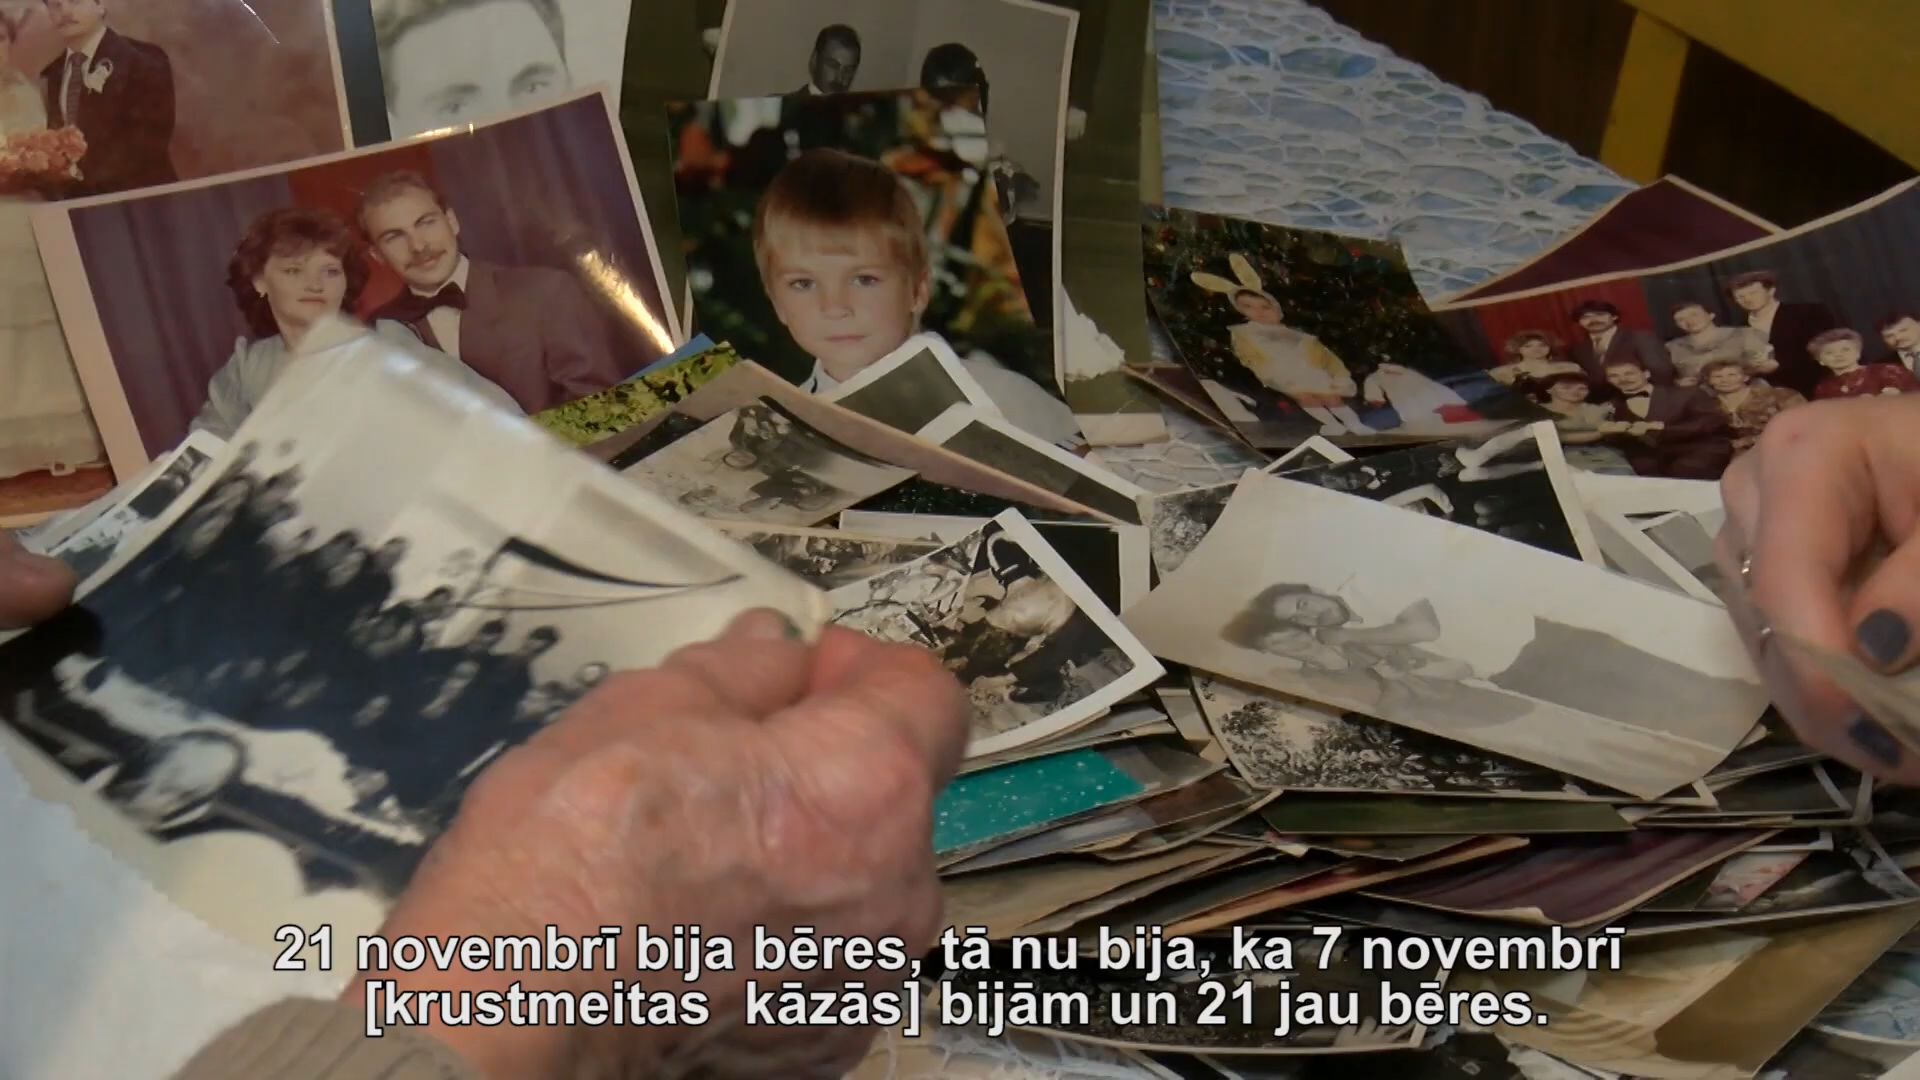 21 novembrī bija bēres, tā nu bija, ka 7 novembrī
[krustmeitas  kāzās] bijām un 21 jau bēres.